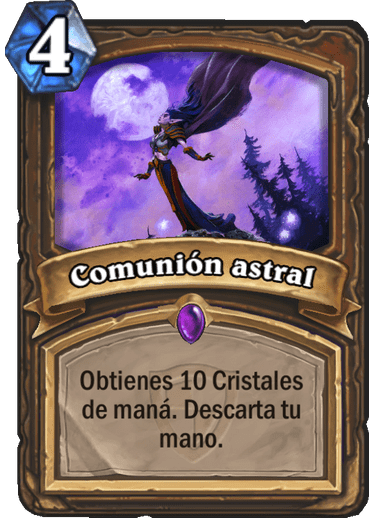 4
Comunión astral
Obtienes 10 Cristales
de maná. Descarta tu
mano.